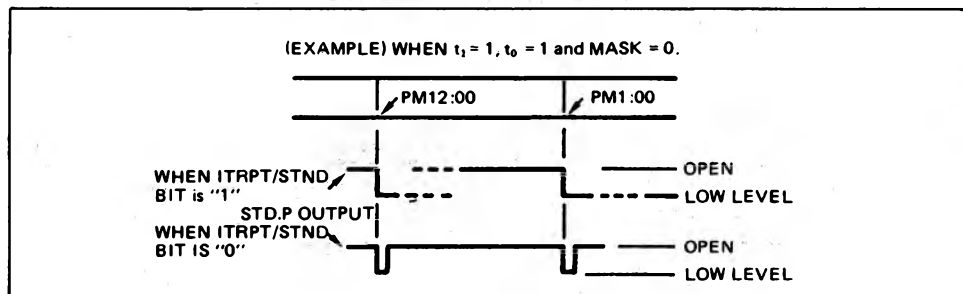 (EXAMPLE) WHEN t₁ = 1, t₀ = 1 and MASK = 0.
PM12:00 PM1:00
WHEN ITRPT/STND
BIT is "1"
OPEN
LOW LEVEL
STD.P OUTPUT
WHEN ITRPT/STND
BIT IS "0"
OPEN
LOW LEVEL